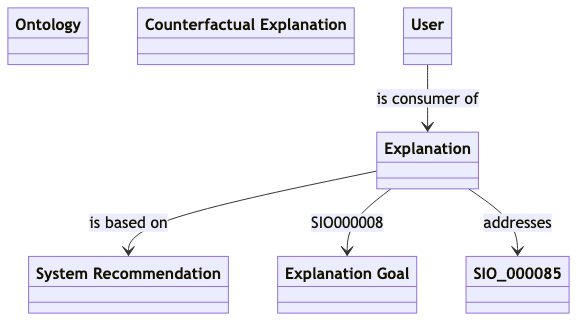 Ontology
Counterfactual Explanation
User
is consumer of
Explanation
is based on
SIO000008
addresses
System Recommendation
Explanation Goal
SIO_000085